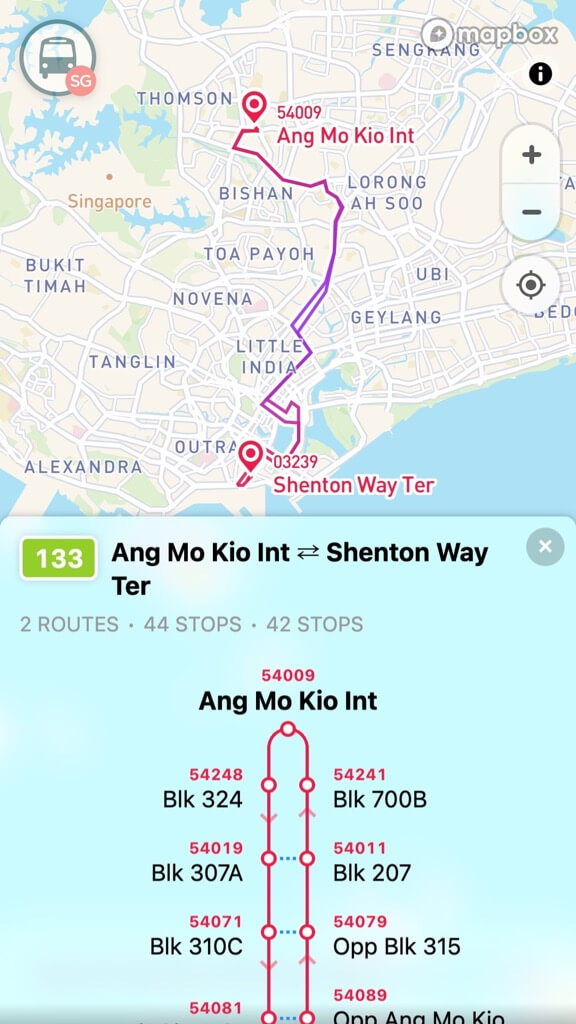 mapbox
SENGKANG
SG
THOMSON
54009
Ang Mo Kio Int
BISHAN
LORONG
AH SOO
Singapore
TOA PAYOH
BUKIT
TIMAH
UBI
NOVENA
GEYLANG
BEDO
LITTLE
INDIA
TANGLIN
OUTRA
ALEXANDRA
03239
Shenton Way Ter
133
Ang Mo Kio Int ⇄ Shenton Way
Ter
2 ROUTES · 44 STOPS · 42 STOPS
54009
Ang Mo Kio Int
54248
Blk 324
54241
Blk 700B
54019
Blk 307A
54011
Blk 207
54071
Blk 310C
54079
Opp Blk 315
54081
54089
Opp Ang Mo Kio